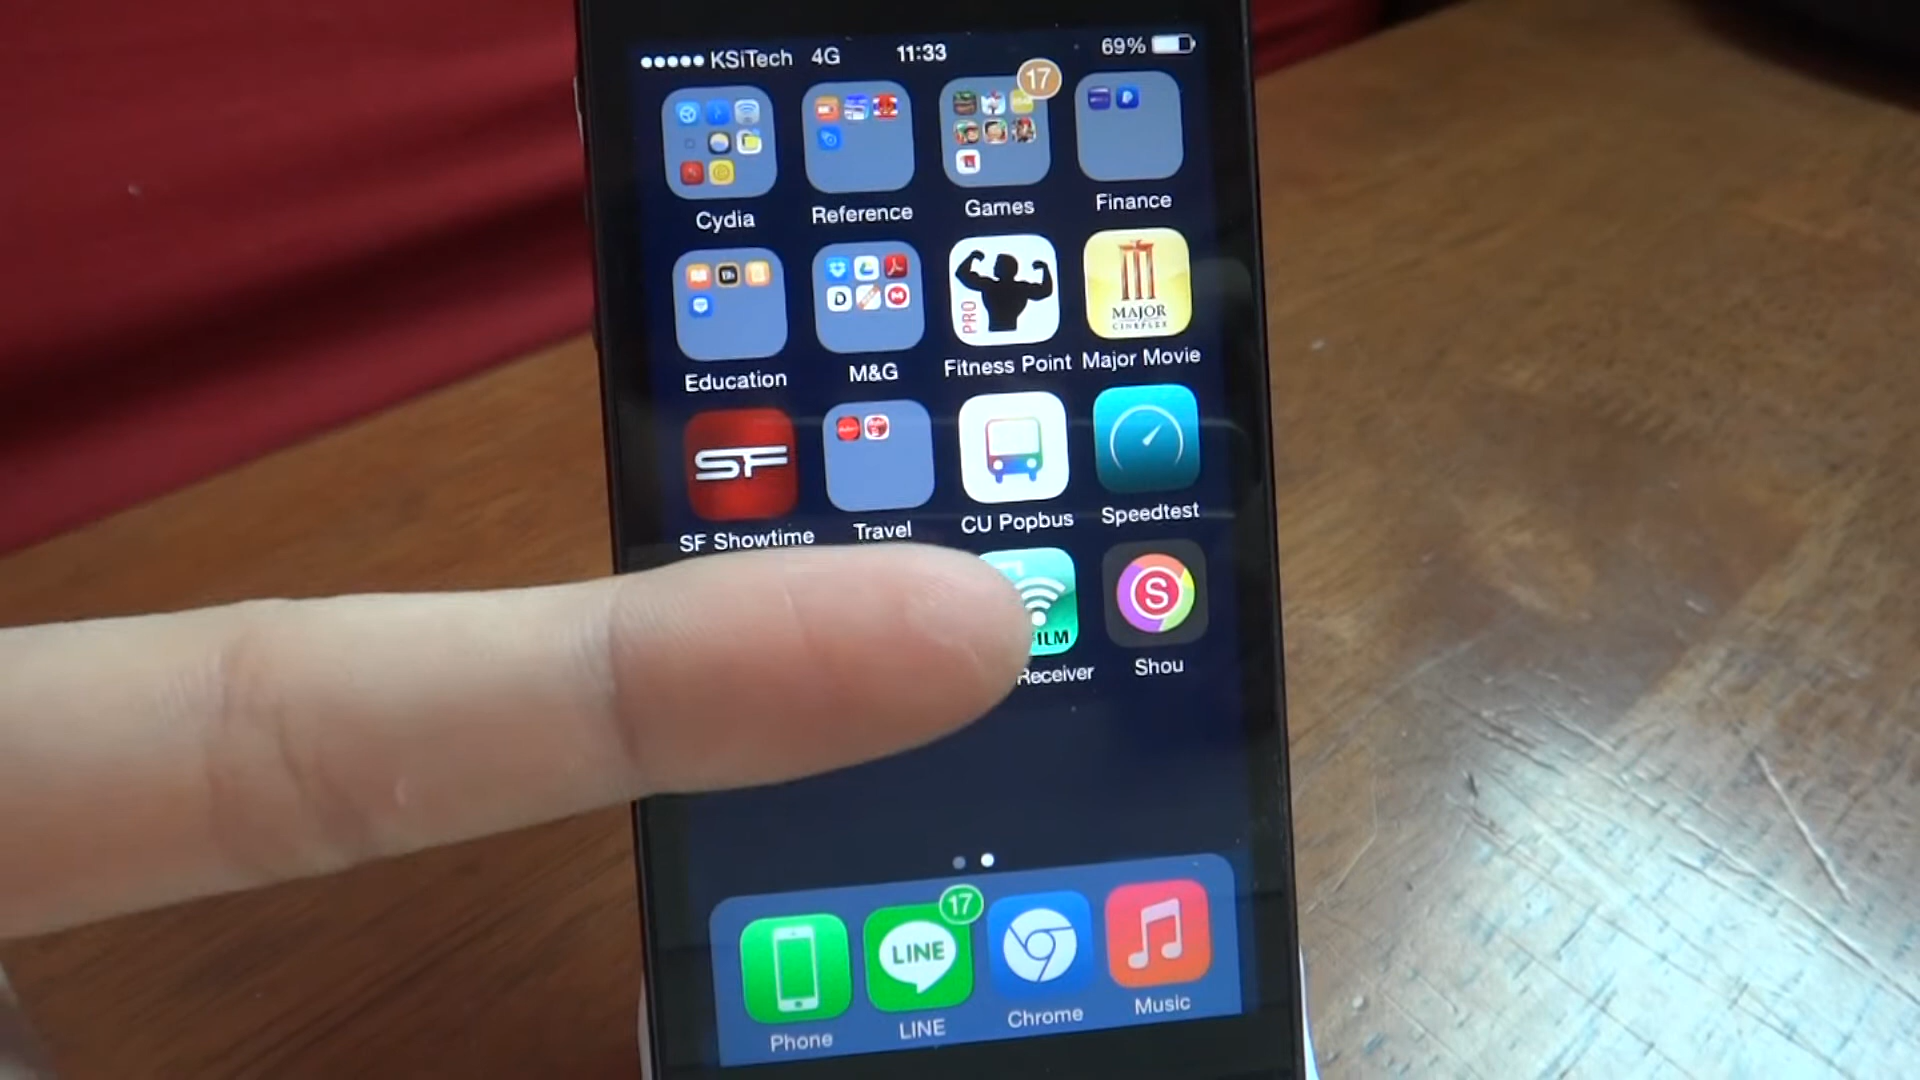 KSiTech 4G 11:33 69%
17
Cydia Reference Games Finance
PRO
MAJOR
CINEPLEX
Education M&G Fitness Point Major Movie
SF
SF Showtime Travel CU Popbus Speedtest
S
Receiver Shou
17
LINE
Phone LINE Chrome Music